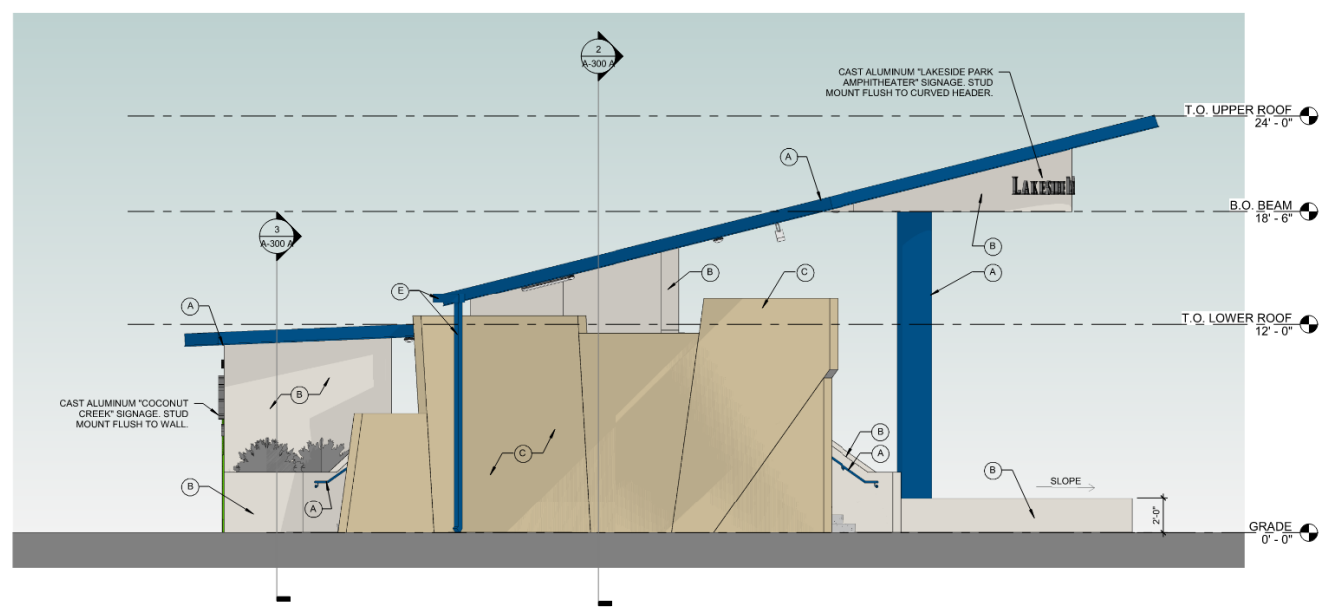 2
A-300 A
CAST ALUMINUM "LAKESIDE PARK
AMPHITHEATER" SIGNAGE. STUD
MOUNT FLUSH TO CURVED HEADER.
T.O. UPPER ROOF
24' - 0"
A
LAKESIDE
B
B.O. BEAM
18' - 6"
3
A-300 A
B
C
A
E
A
T.O. LOWER ROOF
12' - 0"
B
CAST ALUMINUM "COCONUT
CREEK" SIGNAGE. STUD
MOUNT FLUSH TO WALL.
C
B
A
B
SLOPE
B
A
B
2'-0"
GRADE
0' - 0"